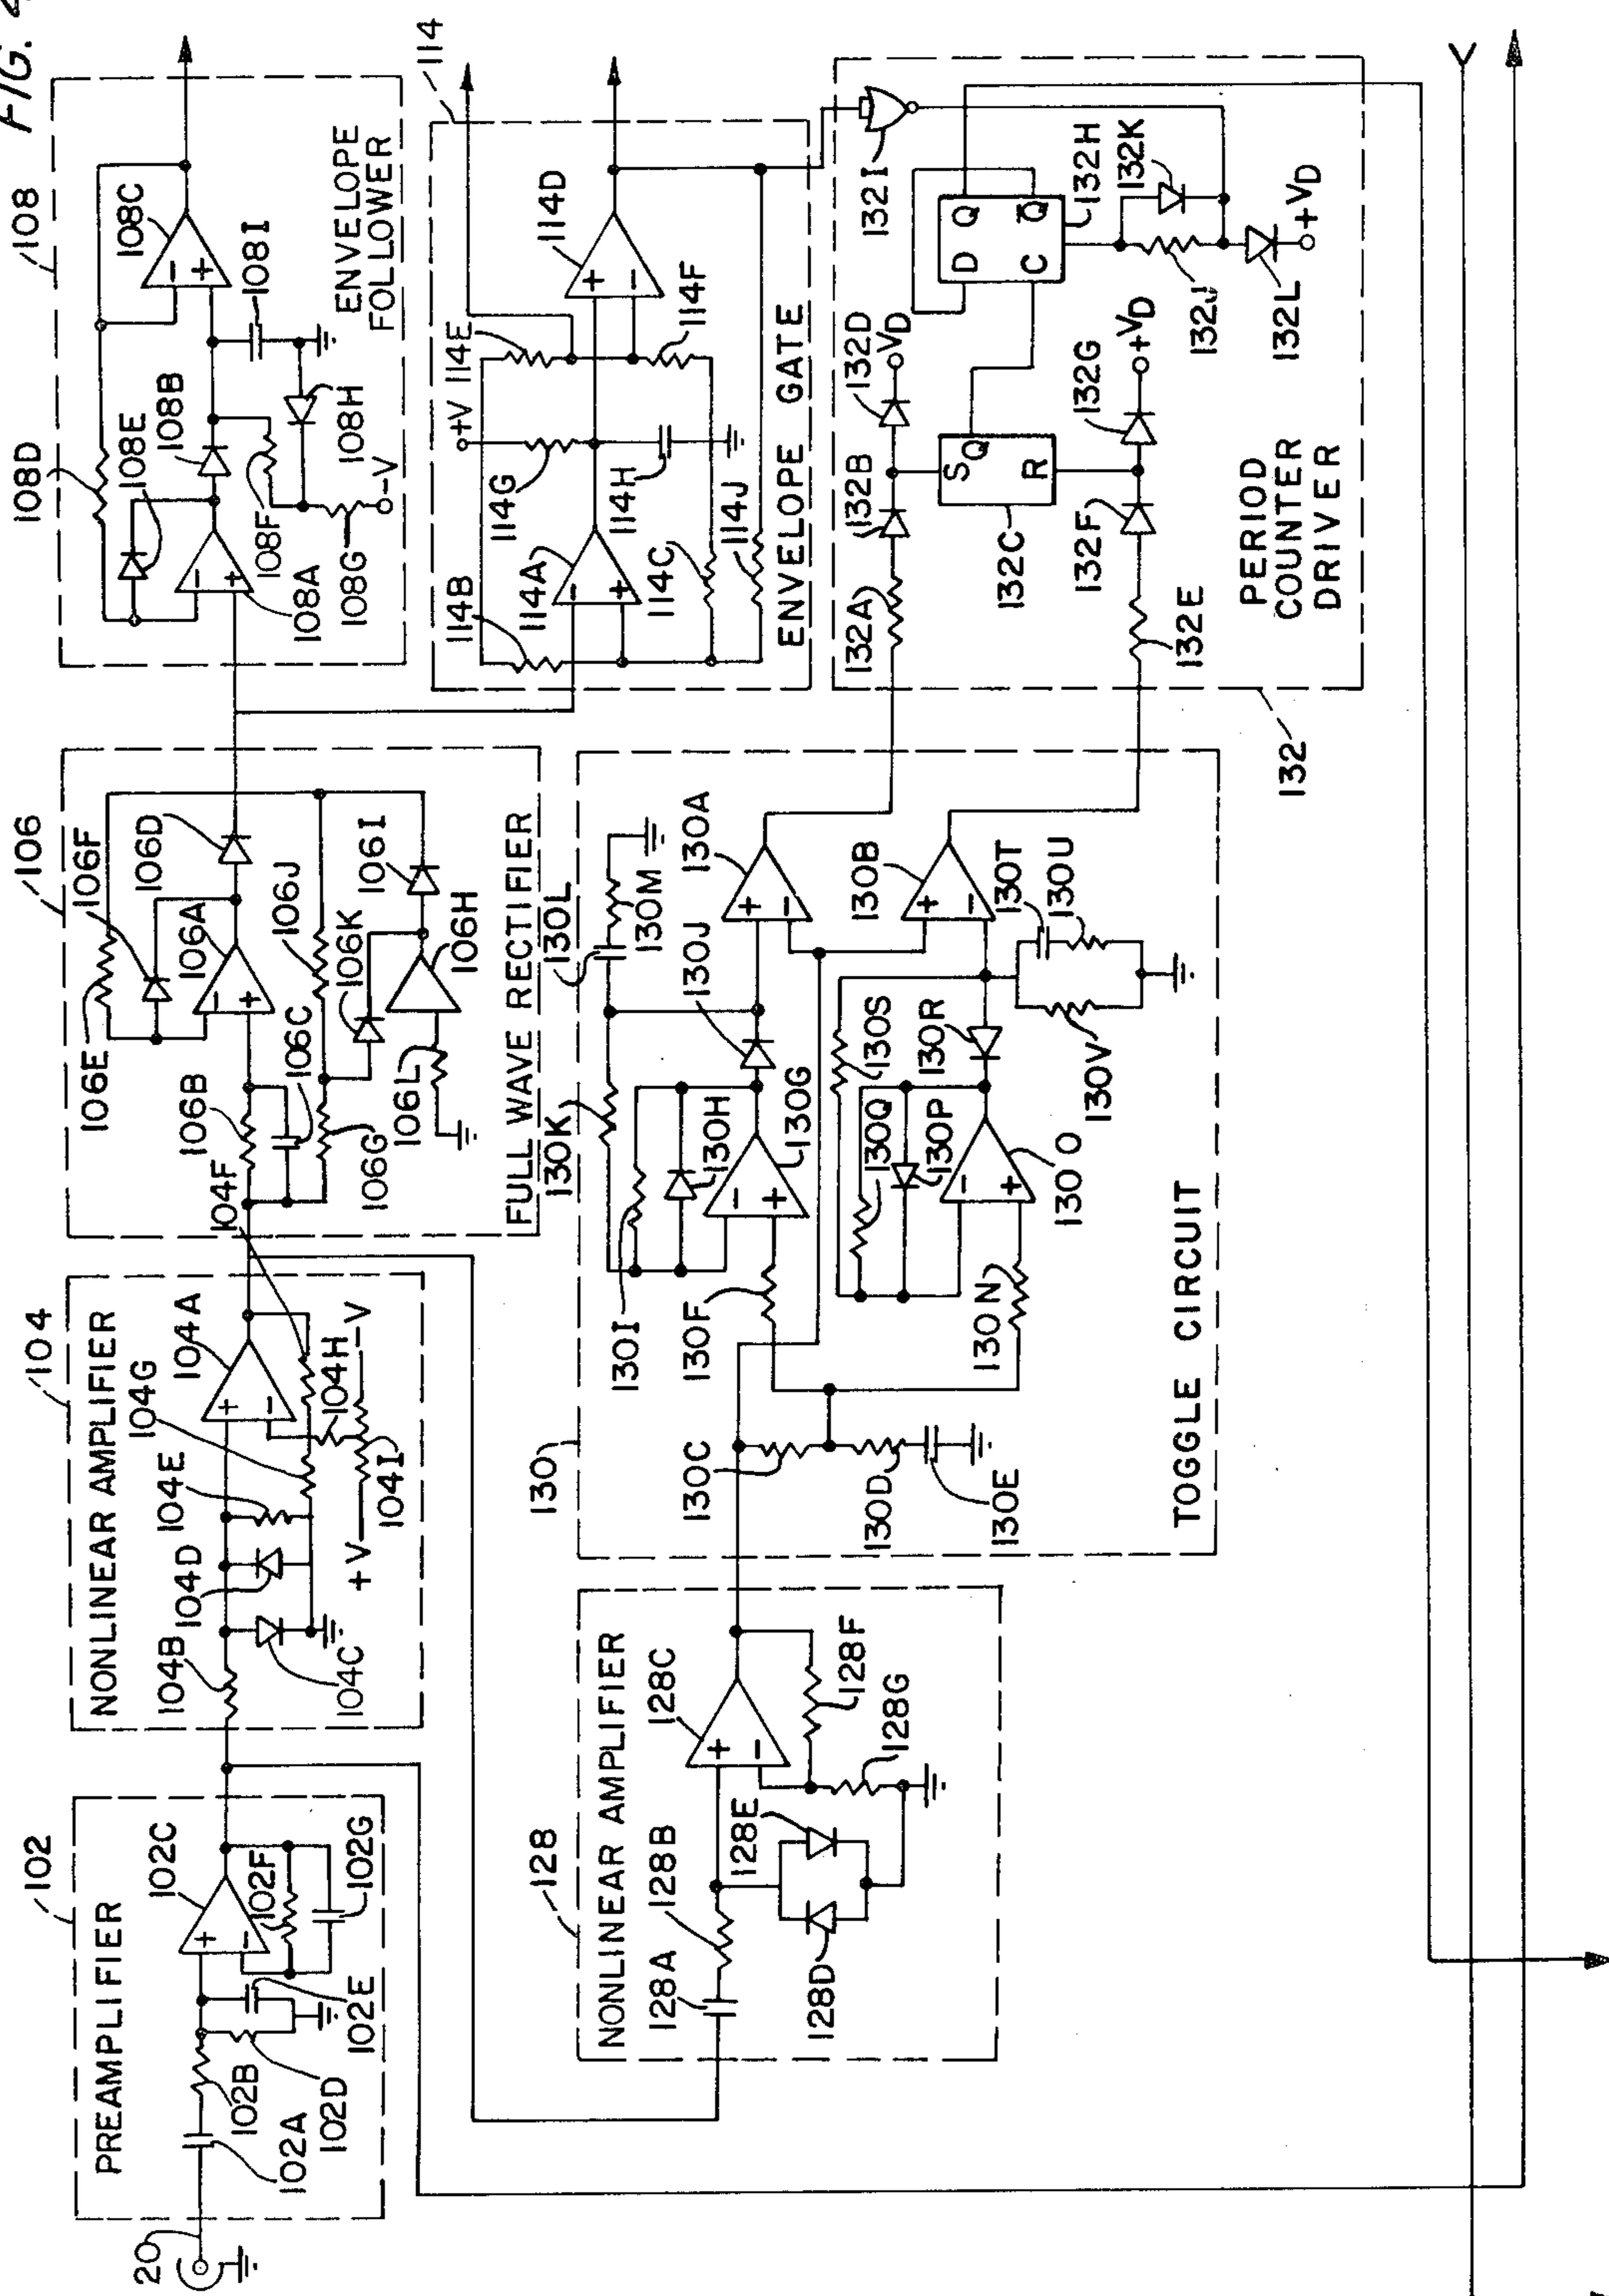 FIG.
20
102
PREAMPLIFIER
102A
102B
102C
102D
102E
102F
102G
+
-
104
NONLINEAR AMPLIFIER
104A
104B
104C
104D
104E
104F
104G
104H
104I
+V
-V
+
-
106
106A
106B
106C
106D
106E
106F
106G
106H
106I
106J
106K
106L
-
+
FULL WAVE RECTIFIER
108
108A
108B
108C
108D
108E
108F
108G
108H
108I
-V
-
+
-
+
ENVELOPE
FOLLOWER
114
114A
114B
114C
114D
114E
114F
114G
114H
114J
+V
-
+
+
-
ENVELOPE GATE
128
NONLINEAR AMPLIFIER
128A
128B
128C
128D
128E
128F
128G
+
-
130
130A
130B
130C
130D
130E
130F
130G
130H
130I
130J
130K
130L
130M
130N
130O
130P
130Q
130R
130S
130T
130U
130V
-
+
-
+
+
-
+
-
TOGGLE CIRCUIT
132
132A
132B
132C
132D
132E
132F
132G
132H
132I
132J
132K
132L
VD
+VD
+VD
S
Q
R
D
Q
C
Q̅
PERIOD
COUNTER
DRIVER